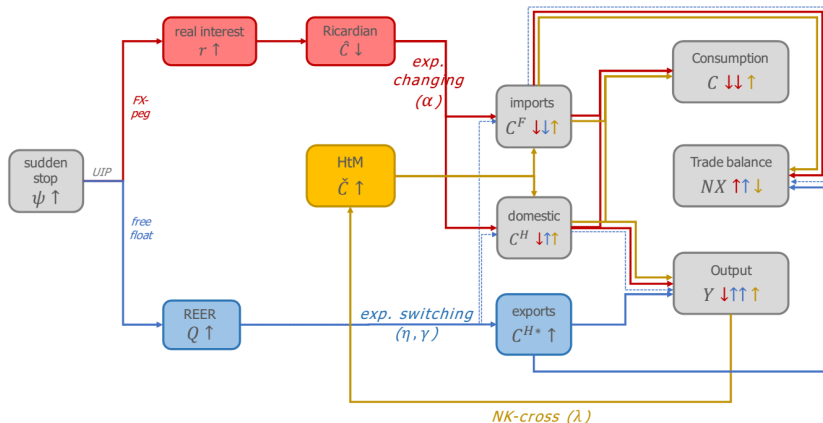 real interest
r ↑
Ricardian
Ĉ ↓
exp.
changing
(α)
FX-
peg
imports
C^F ↓↓↑
Consumption
C ↓↓↑
sudden
stop
ψ ↑
UIP
HtM
Č ↑
Trade balance
NX ↑↑↓
free
float
domestic
C^H ↓↑↑
Output
Y ↓↑↑↑
REER
Q ↑
exp. switching
(η,γ)
exports
C^{H*} ↑
NK-cross (λ)